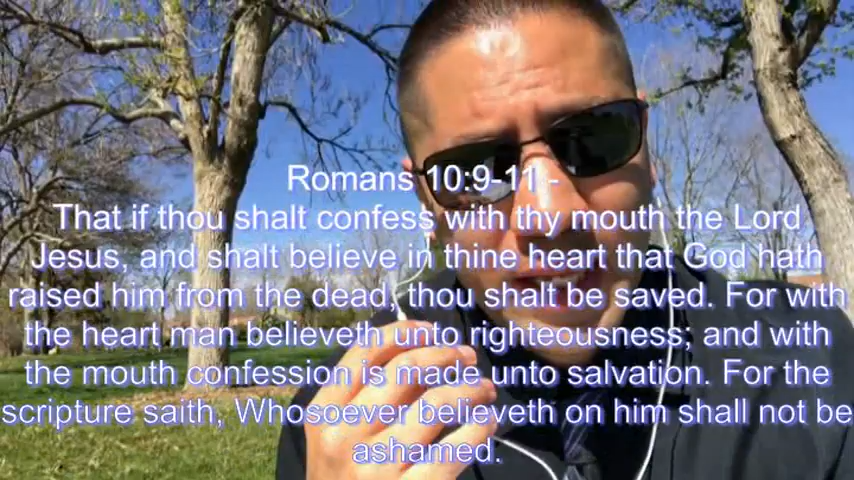 Romans 10:9-11 -
That if thou shalt confess with thy mouth the Lord
Jesus, and shalt believe in thine heart that God hath
raised him from the dead, thou shalt be saved. For with
the heart man believeth unto righteousness; and with
the mouth confession is made unto salvation. For the
scripture saith, Whosoever believeth on him shall not be
ashamed.